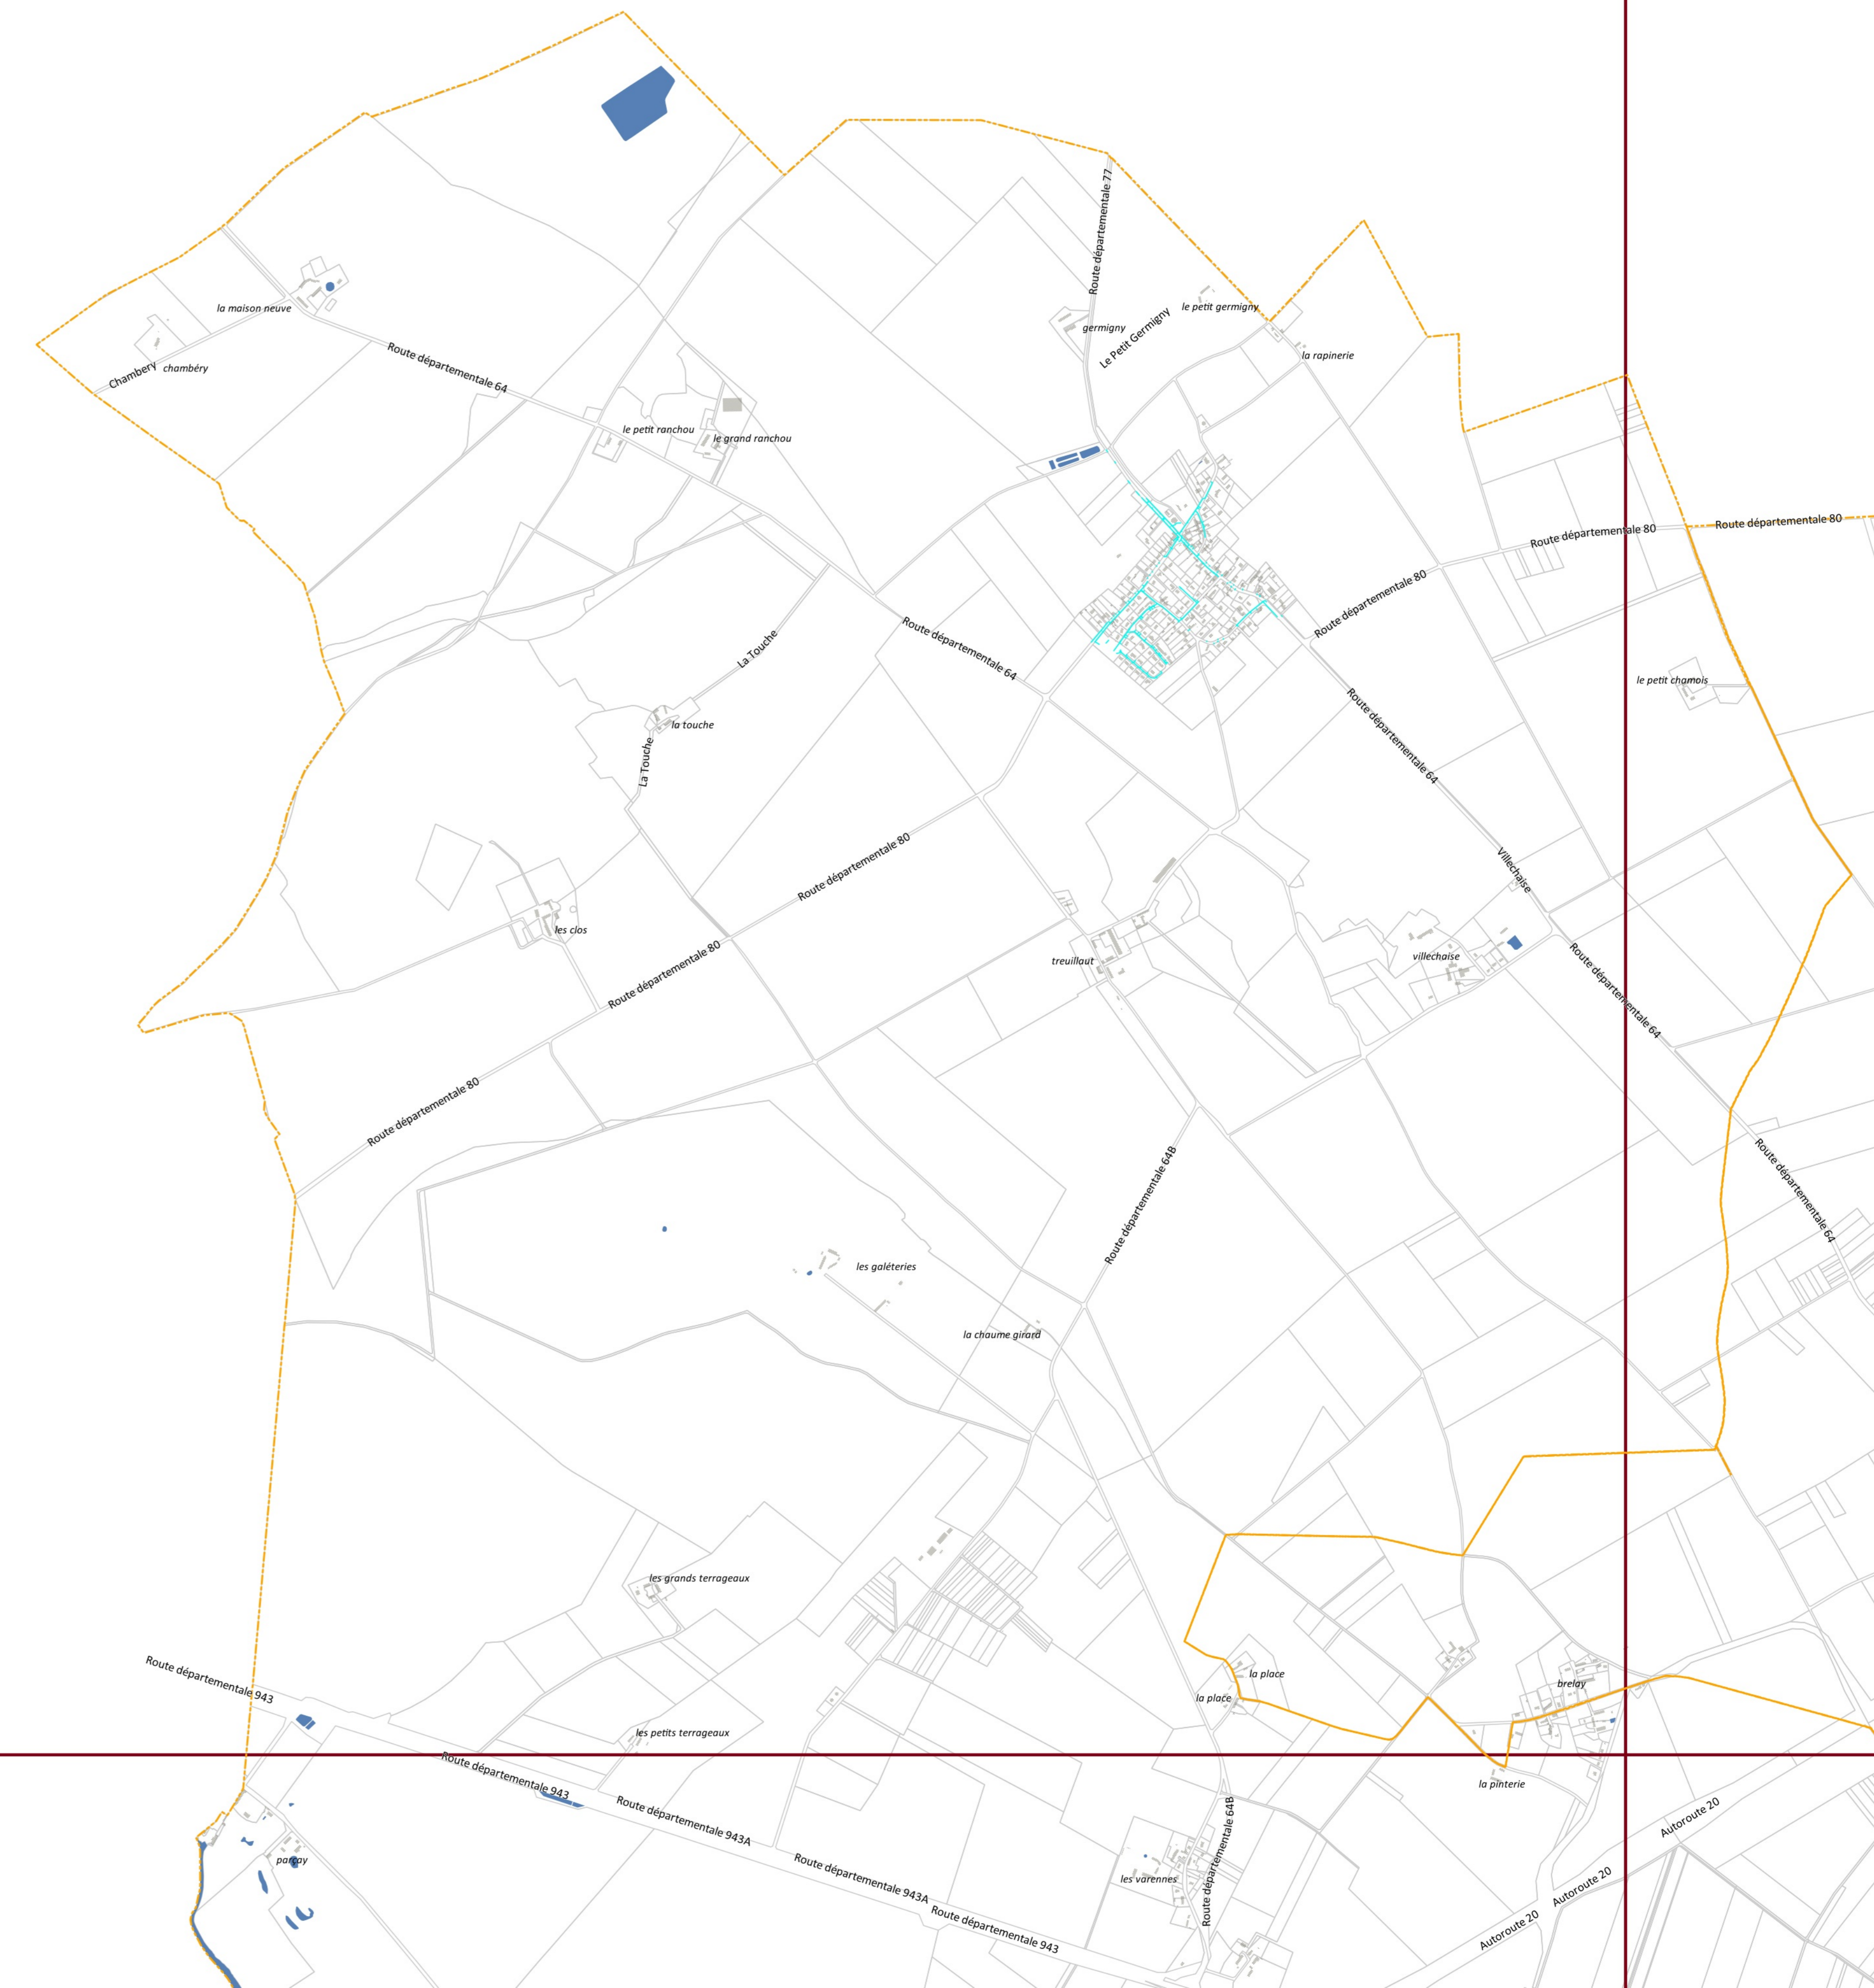 Route départementale 77
le petit germigny
la maison neuve
germigny
Le Petit Germigny
la rapinerie
Chambery
chambéry
Route départementale 64
le petit ranchou
le grand ranchou
Route départementale 80
Route départementale 80
Route départementale 80
Route départementale 64
La Touche
le petit chamois
Route départementale 64
la touche
La Touche
Route départementale 80
Villechaise
les clos
Route départementale 80
treuillaut
villechaise
Route départementale 64
Route départementale 80
Route départementale 64B
Route départementale 64
les galéteries
la chaume girard
les grands terrageaux
Route départementale 943
la place
la place
brelay
les petits terrageaux
Route départementale 943
la pinterie
Route départementale 943A
Autoroute 20
Route départementale 64B
parçay
Route départementale 943A
les varennes
Autoroute 20
Route départementale 943
Autoroute 20